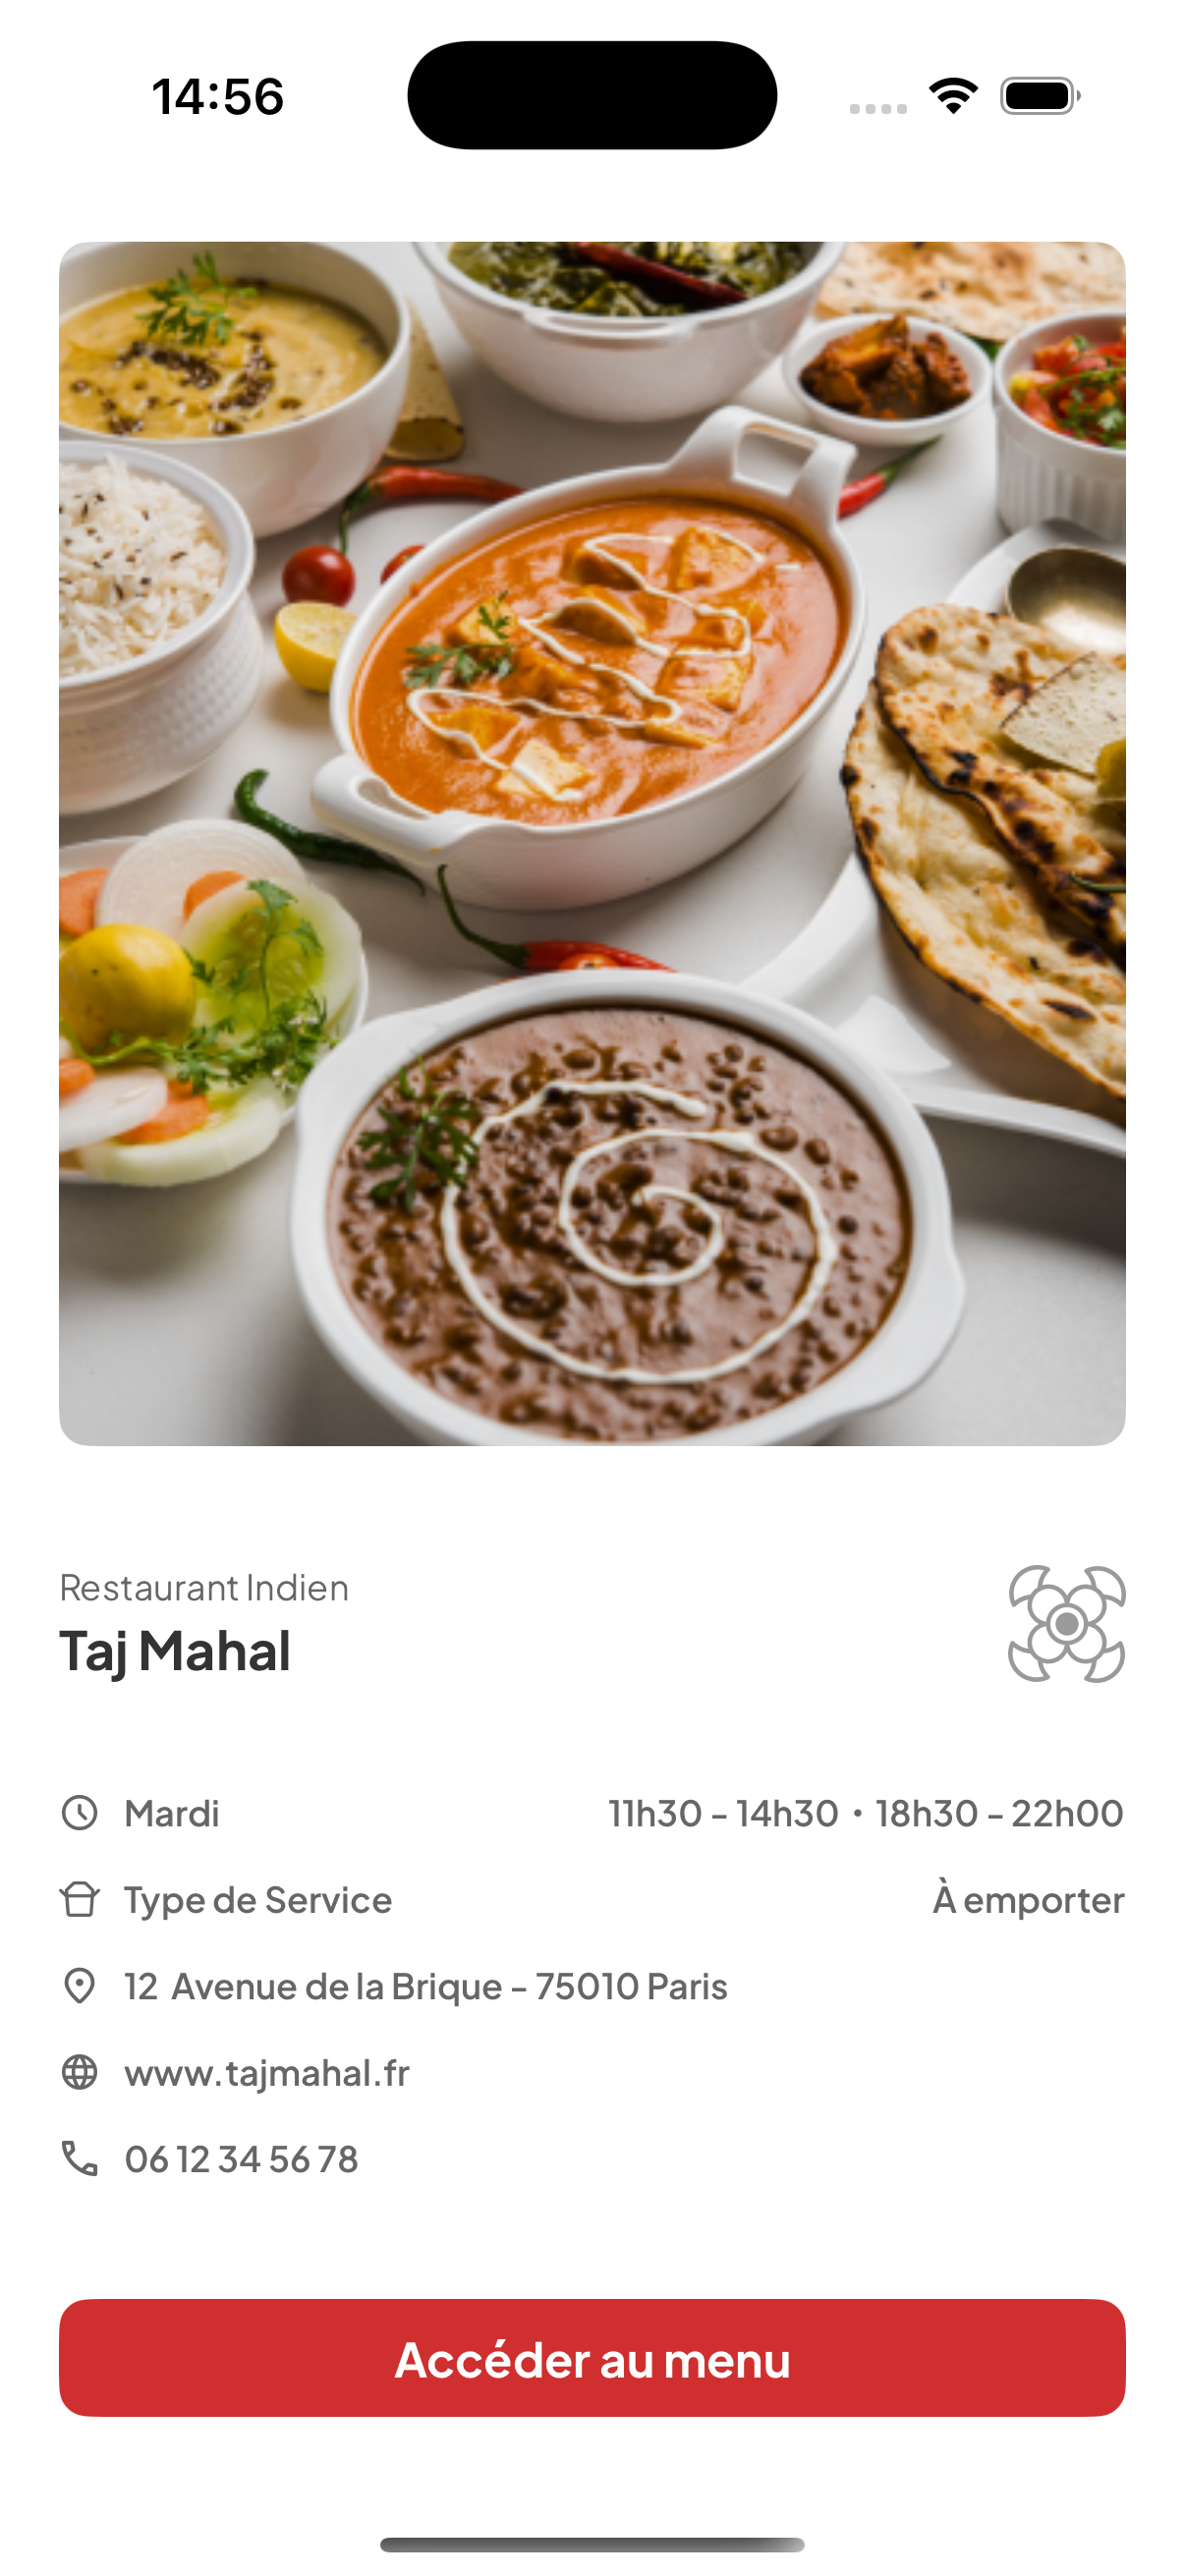 14:56
Restaurant Indien
Taj Mahal
Mardi 11h30 - 14h30 • 18h30 - 22h00
Type de Service À emporter
12 Avenue de la Brique - 75010 Paris
www.tajmahal.fr
06 12 34 56 78
Accéder au menu